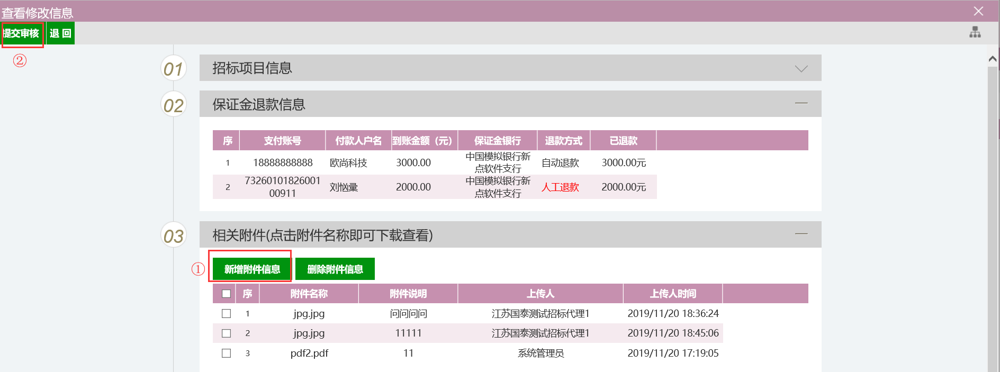 查看修改信息
提交审核 退 回
②
01 招标项目信息
02 保证金退款信息
序 支付账号 付款人户名 到账金额（元） 保证金银行 退款方式 已退款
1 18888888888 欧尚科技 3000.00 中国模拟银行新点软件支行 自动退款 3000.00元
2 7326010182600100911 刘恼彙 2000.00 中国模拟银行新点软件支行 人工退款 2000.00元
03 相关附件(点击附件名称即可下载查看)
① 新增附件信息 删除附件信息
序 附件名称 附件说明 上传人 上传人时间
1 jpg.jpg 问问问问 江苏国泰测试招标代理1 2019/11/20 18:36:24
2 jpg.jpg 11111 江苏国泰测试招标代理1 2019/11/20 18:45:06
3 pdf2.pdf 11 系统管理员 2019/11/20 17:19:05